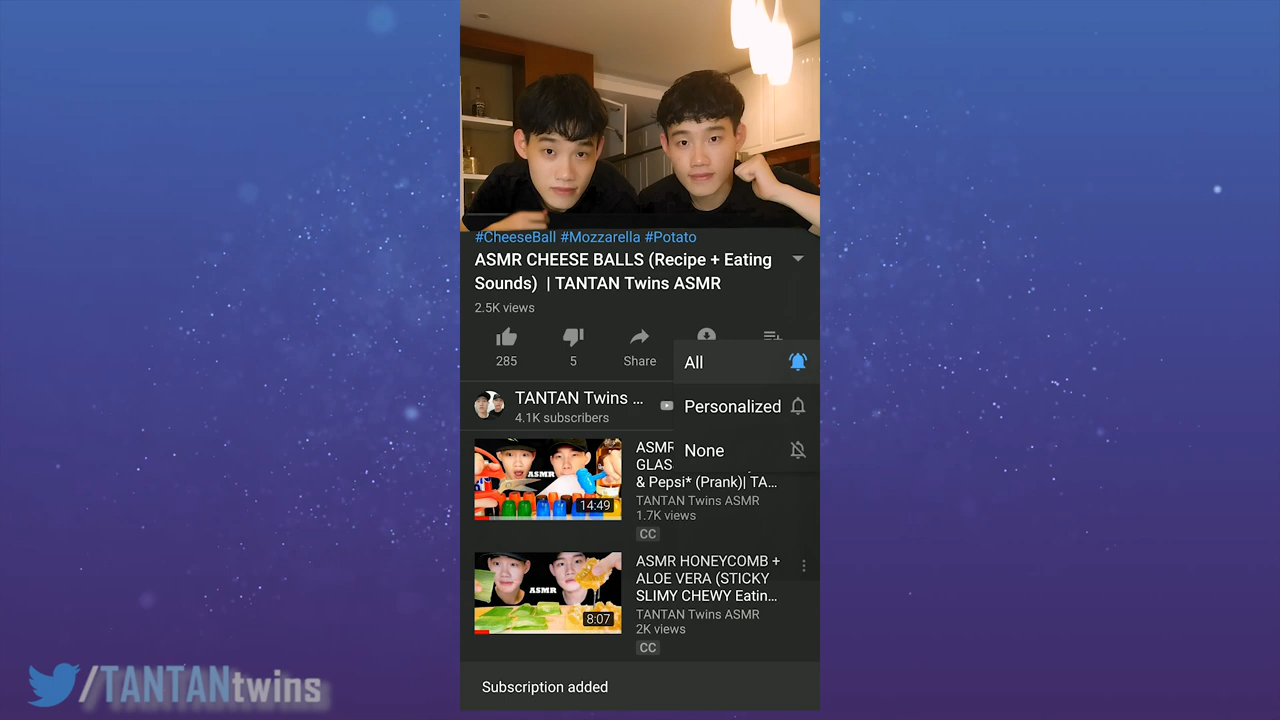 #CheeseBall #Mozzarella #Potato
ASMR CHEESE BALLS (Recipe + Eating
Sounds) | TANTAN Twins ASMR
2.5K views
285
5
Share
All
Personalized
None
TANTAN Twins ...
4.1K subscribers
ASMR
GLAS
& Pepsi* (Prank)| TA...
TANTAN Twins ASMR
1.7K views
CC
ASMR
14:49
ASMR HONEYCOMB +
ALOE VERA (STICKY
SLIMY CHEWY Eatin...
TANTAN Twins ASMR
2K views
CC
ASMR
8:07
Subscription added
/TANTANtwins